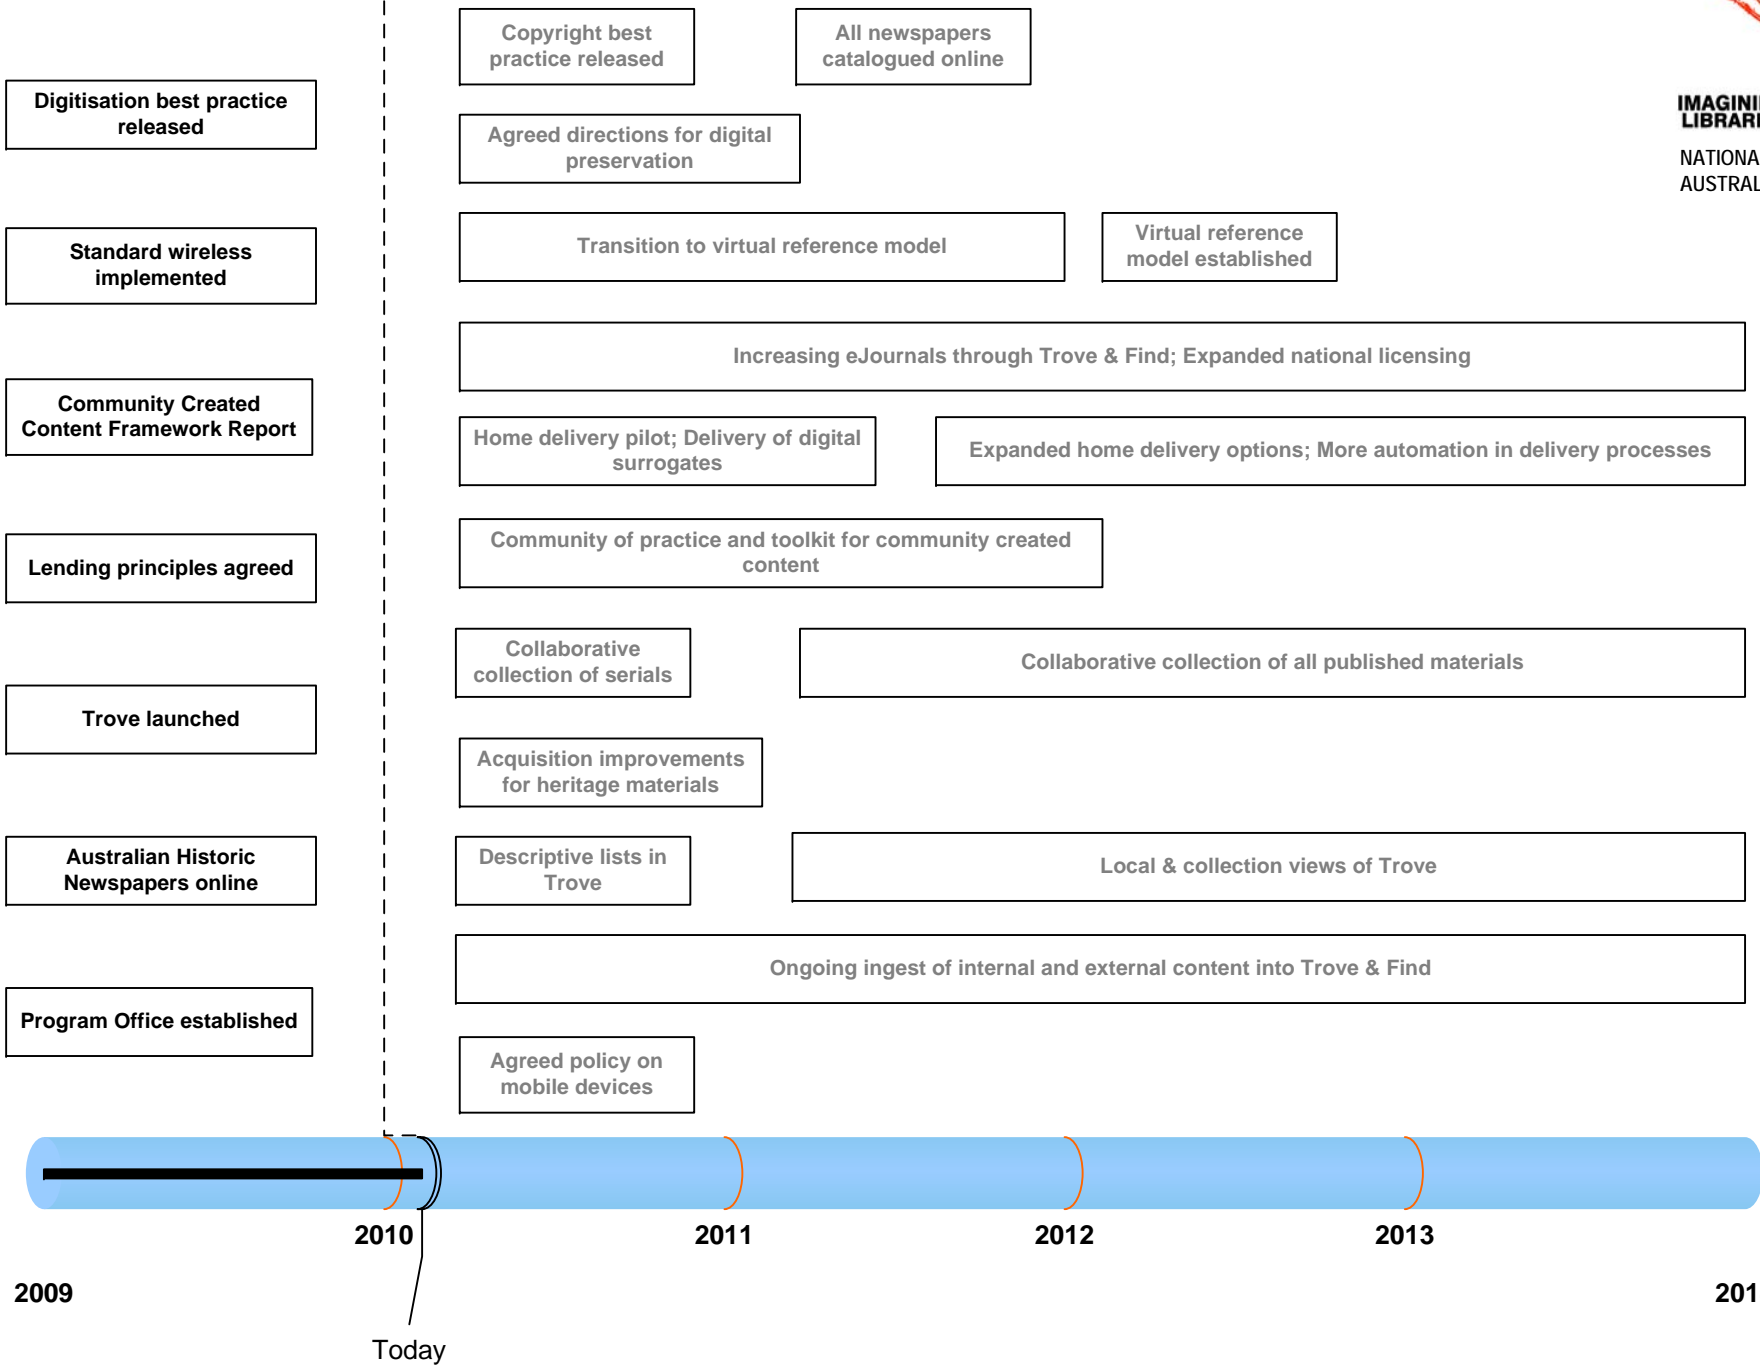 Copyright best
practice released
All newspapers
catalogued online
Digitisation best practice
released
Agreed directions for digital
preservation
Standard wireless
implemented
Transition to virtual reference model
Virtual reference
model established
Increasing eJournals through Trove & Find; Expanded national licensing
Community Created
Content Framework Report
Home delivery pilot; Delivery of digital
surrogates
Expanded home delivery options; More automation in delivery processes
Lending principles agreed
Community of practice and toolkit for community created
content
Collaborative
collection of serials
Collaborative collection of all published materials
Trove launched
Acquisition improvements
for heritage materials
Australian Historic
Newspapers online
Descriptive lists in
Trove
Local & collection views of Trove
Ongoing ingest of internal and external content into Trove & Find
Program Office established
Agreed policy on
mobile devices
2010
2011
2012
2013
2009
201
Today